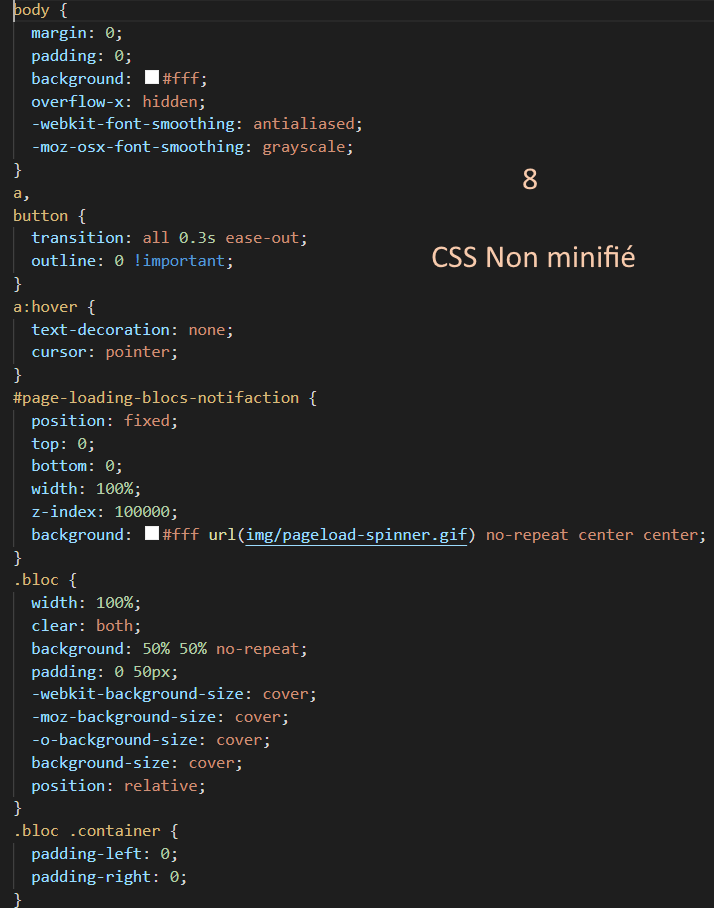 body {
  margin: 0;
  padding: 0;
  background: #fff;
  overflow-x: hidden;
  -webkit-font-smoothing: antialiased;
  -moz-osx-font-smoothing: grayscale;
}
a,
button {
  transition: all 0.3s ease-out;
  outline: 0 !important;
}
a:hover {
  text-decoration: none;
  cursor: pointer;
}
#page-loading-blocs-notifaction {
  position: fixed;
  top: 0;
  bottom: 0;
  width: 100%;
  z-index: 100000;
  background: #fff url(img/pageload-spinner.gif) no-repeat center center;
}
.bloc {
  width: 100%;
  clear: both;
  background: 50% 50% no-repeat;
  padding: 0 50px;
  -webkit-background-size: cover;
  -moz-background-size: cover;
  -o-background-size: cover;
  background-size: cover;
  position: relative;
}
.bloc .container {
  padding-left: 0;
  padding-right: 0;
}
8
CSS Non minifié